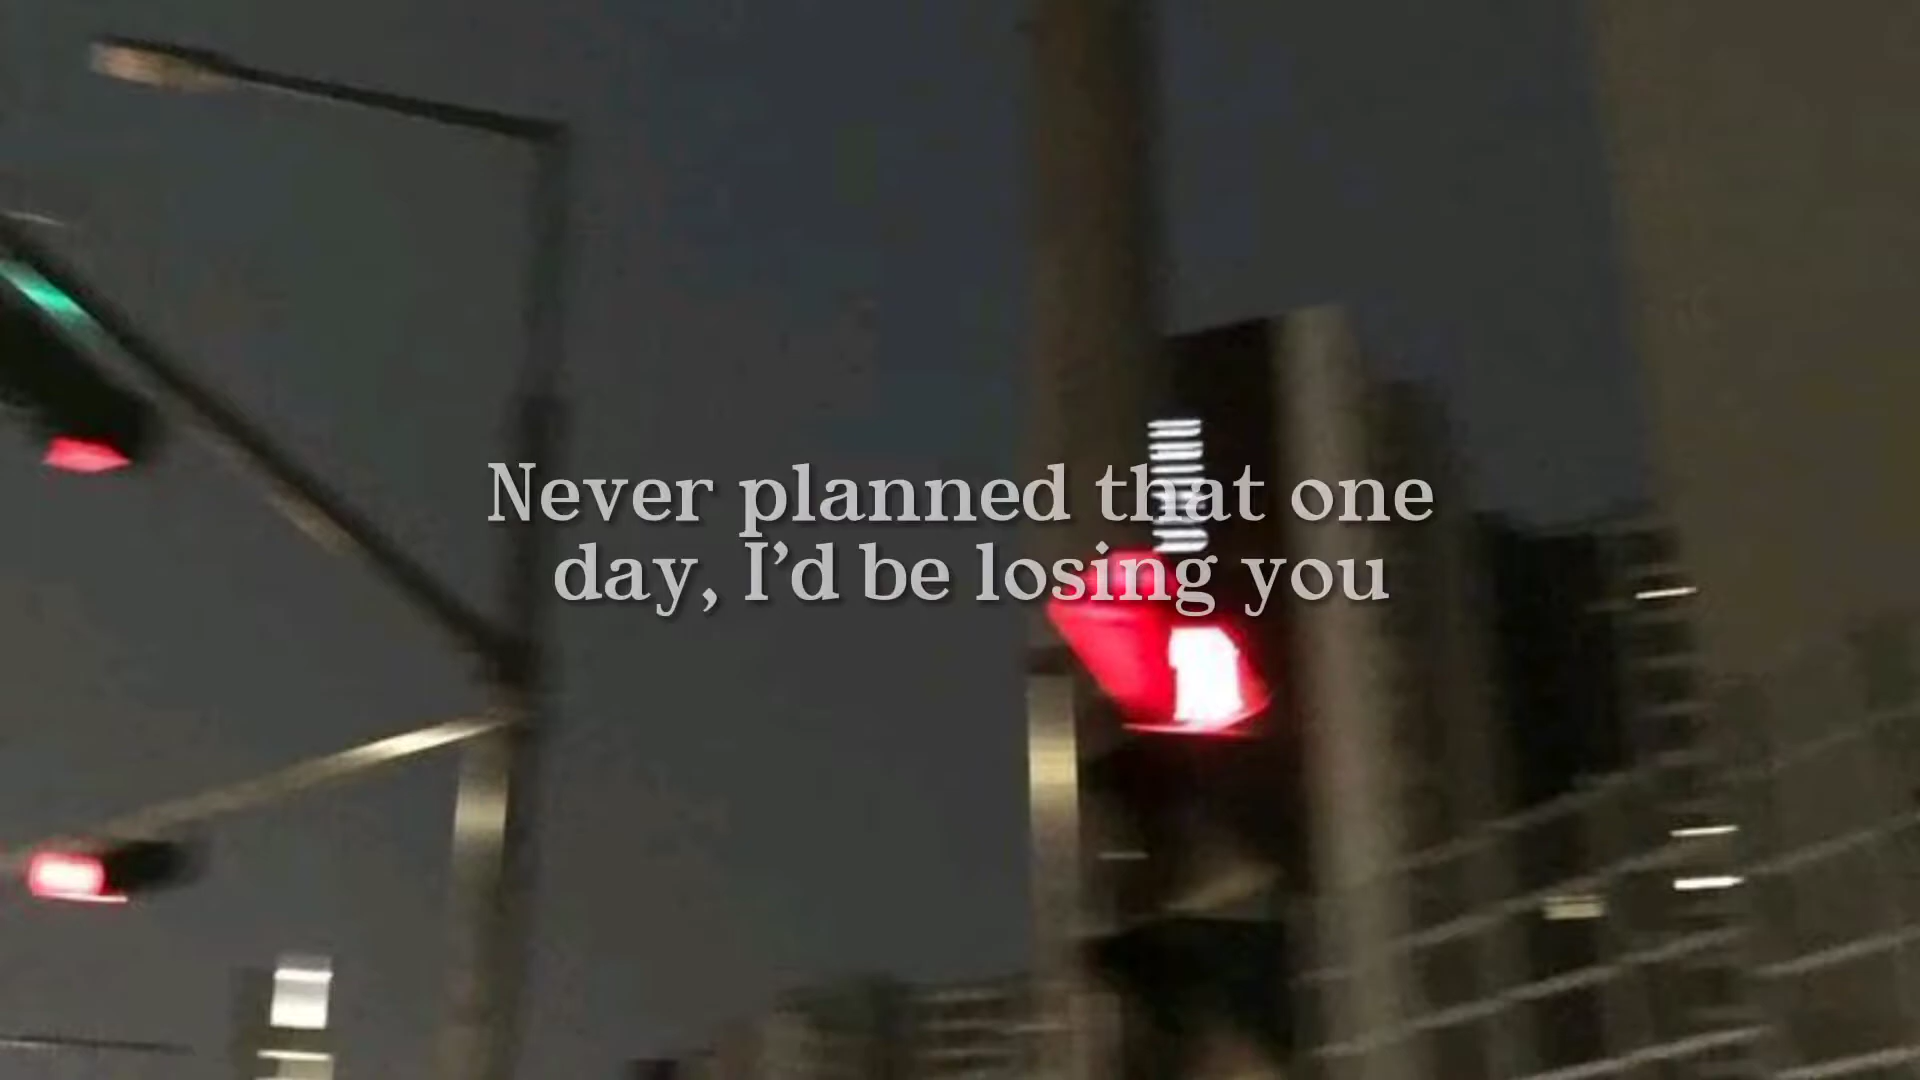 Never planned that one
day, I’d be losing you